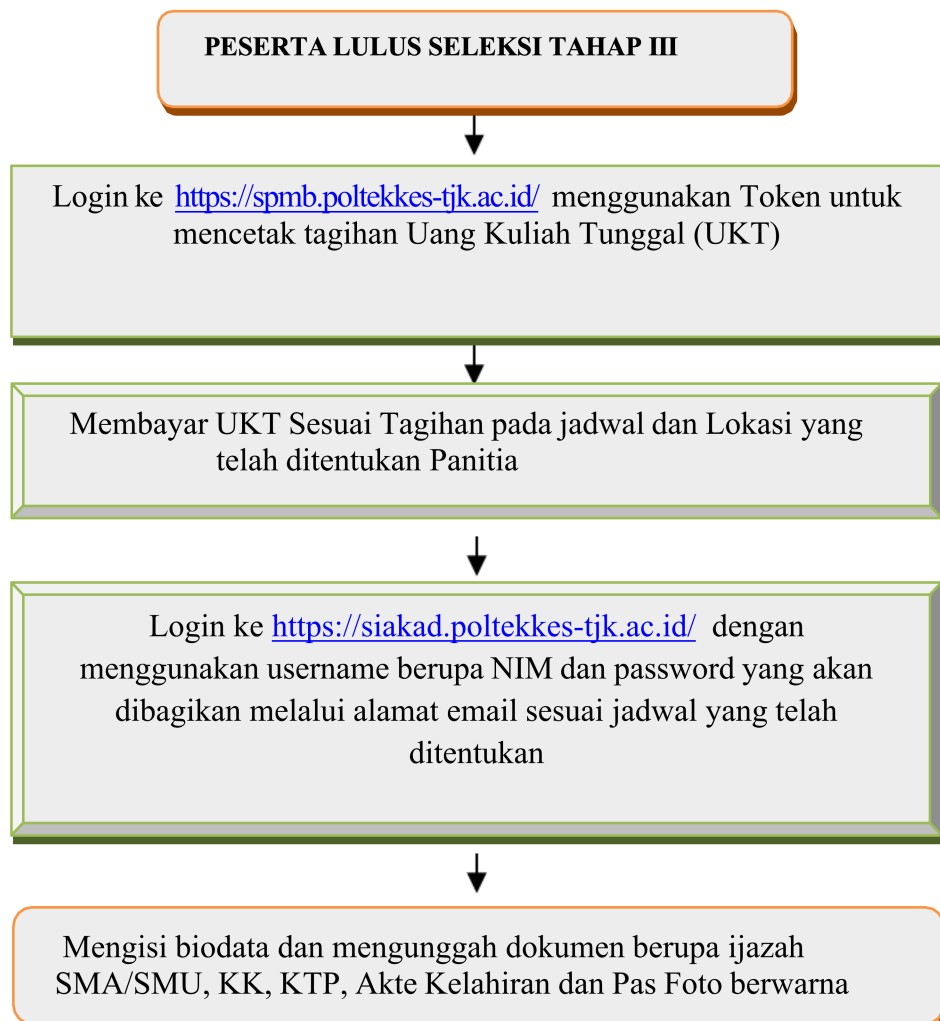 PESERTA LULUS SELEKSI TAHAP III
Login ke https://spmb.poltekkes-tjk.ac.id/ menggunakan Token untuk
mencetak tagihan Uang Kuliah Tunggal (UKT)
Membayar UKT Sesuai Tagihan pada jadwal dan Lokasi yang
telah ditentukan Panitia
Login ke https://siakad.poltekkes-tjk.ac.id/ dengan
menggunakan username berupa NIM dan password yang akan
dibagikan melalui alamat email sesuai jadwal yang telah
ditentukan
Mengisi biodata dan mengunggah dokumen berupa ijazah
SMA/SMU, KK, KTP, Akte Kelahiran dan Pas Foto berwarna